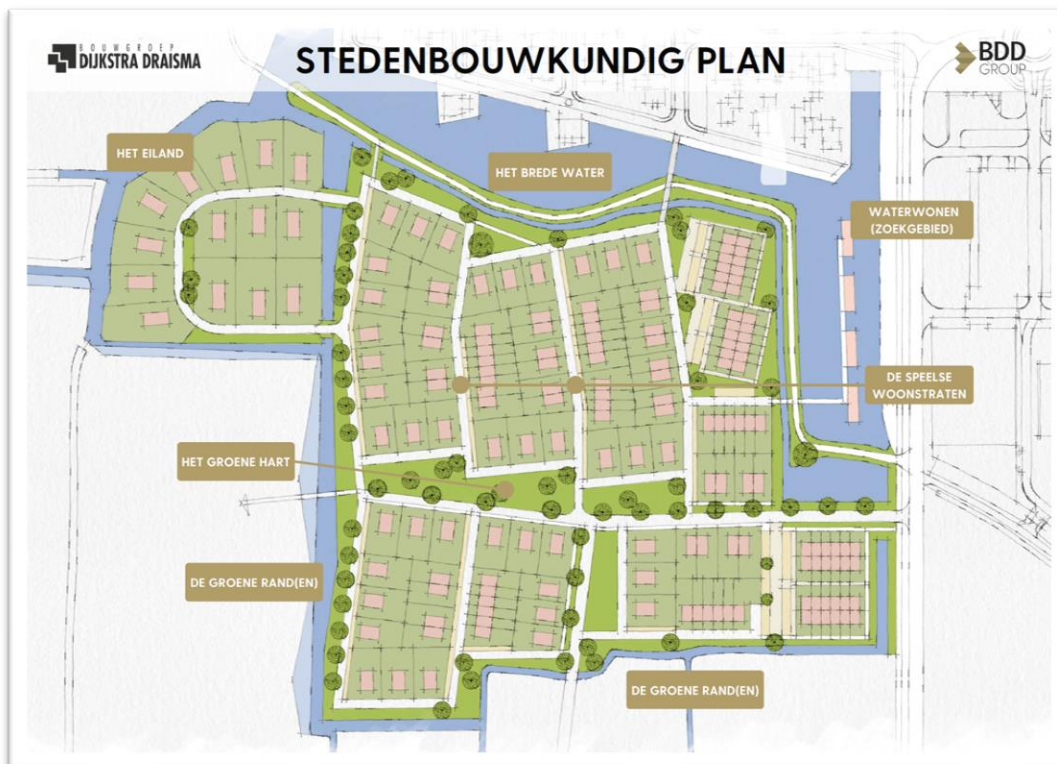 BOUWGROEP
DIJKSTRA DRAISMA
STEDENBOUWKUNDIG PLAN
BDD
GROUP
HET EILAND
HET BREDE WATER
WATERWONEN
(ZOEKGEBIED)
DE SPEELSE
WOONSTRATEN
HET GROENE HART
DE GROENE RAND(EN)
DE GROENE RAND(EN)